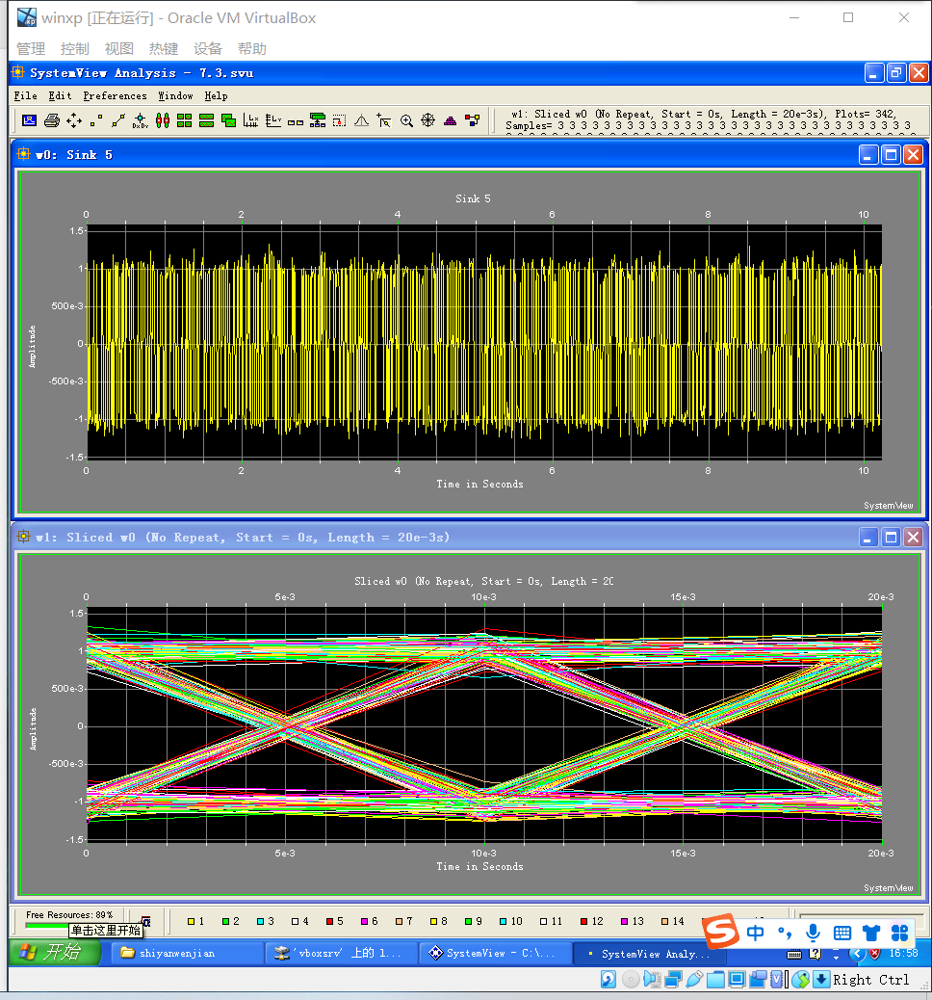 winxp [正在运行] - Oracle VM VirtualBox
管理 控制 视图 热键 设备 帮助
SystemView Analysis - 7.3.svu
File Edit Preferences Window Help
w1: Sliced w0 (No Repeat, Start = 0s, Length = 20e-3s), Plots= 342,
Samples= 3 3 3 3 3 3 3 3 3 3 3 3 3 3 3 3 3 3 3 3 3 3 3 3 3 3 3 3 3 3 3
w0: Sink 5
Sink 5
0 2 4 6 8 10
1.5
1
500e-3
0
-500e-3
-1
-1.5
Amplitude
0 2 4 6 8 10
Time in Seconds
SystemView
w1: Sliced w0 (No Repeat, Start = 0s, Length = 20e-3s)
Sliced w0 (No Repeat, Start = 0s, Length = 20
0 5e-3 10e-3 15e-3 20e-3
1.5
1
500e-3
0
-500e-3
-1
-1.5
Amplitude
0 5e-3 10e-3 15e-3 20e-3
Time in Seconds
SystemView
Free Resources: 89%
1 2 3 4 5 6 7 8 9 10 11 12 13 14
单击这里开始
中
开始 shiyanwenjian 'vboxsrv' 上的 l... SystemView - C:\... SystemView Analy... 16:58
Right Ctrl